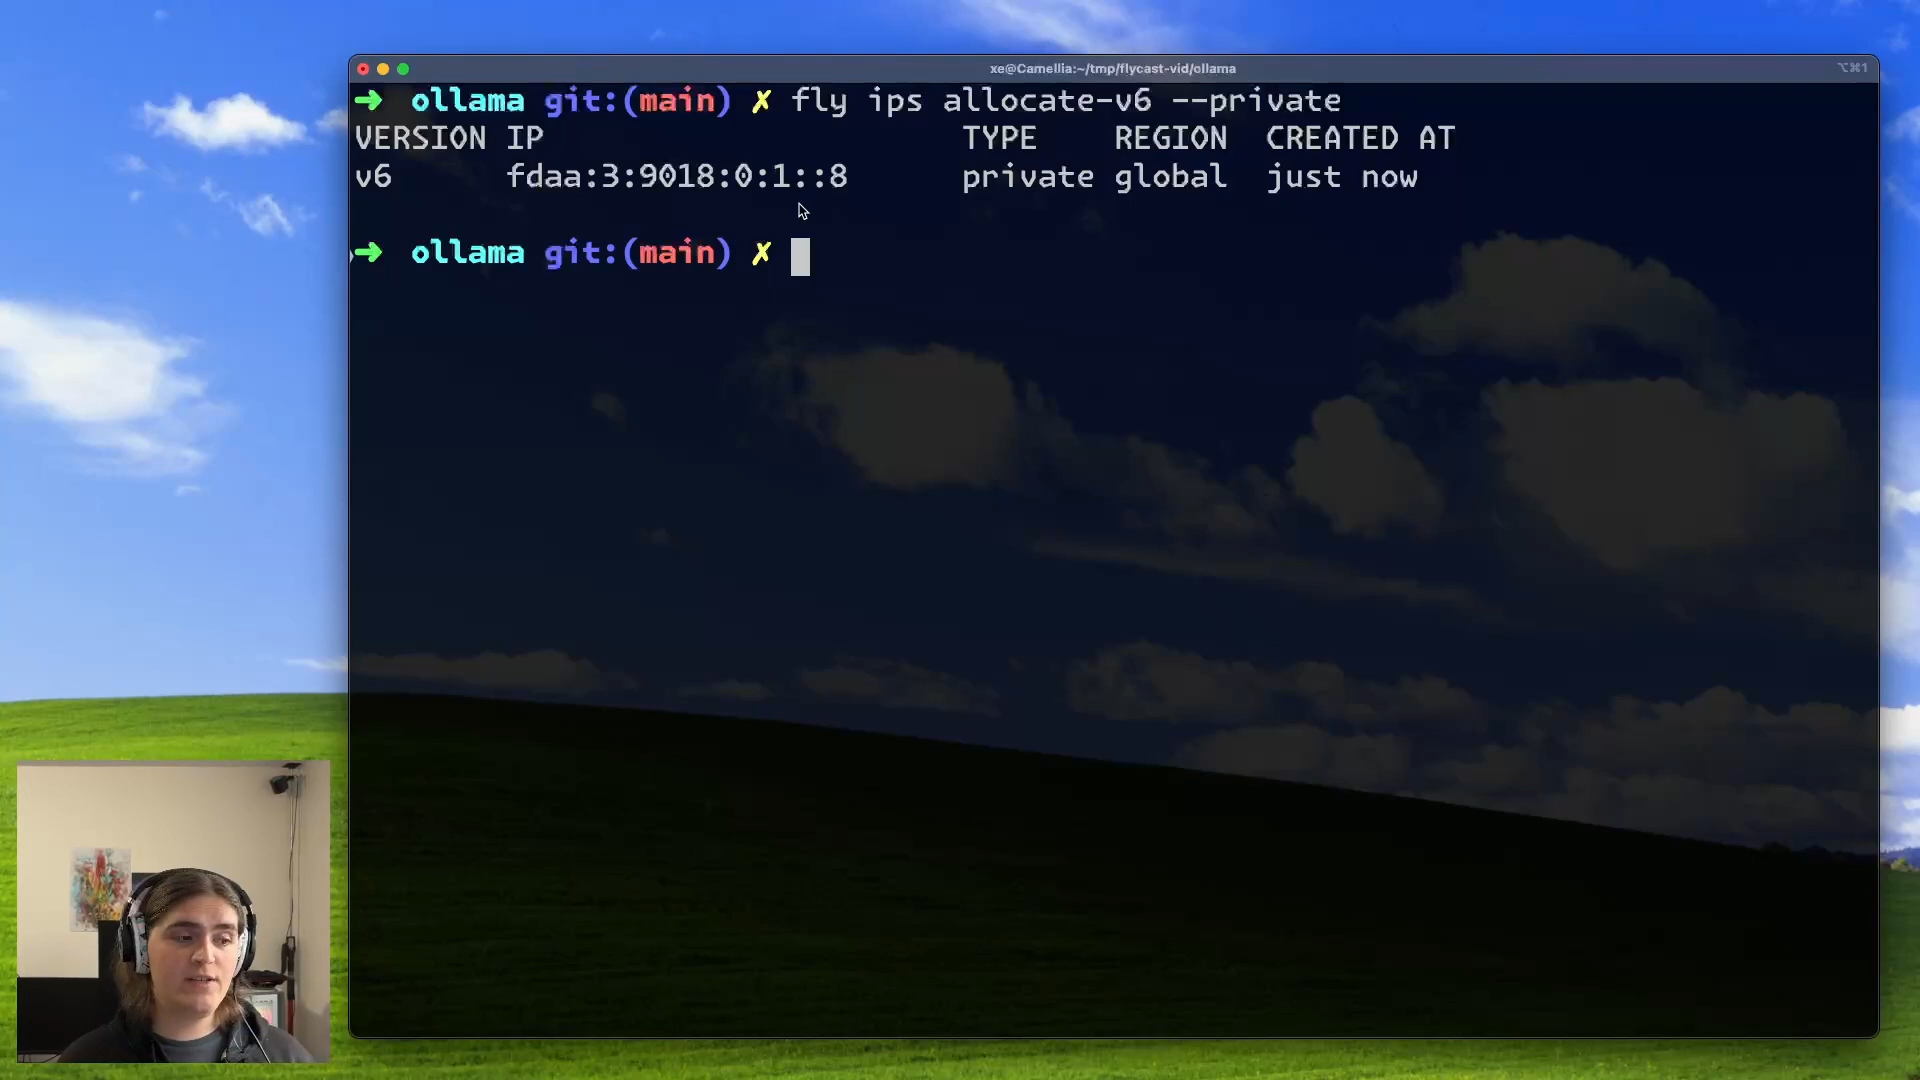 xe@Camellia:~/tmp/flycast-vid/ollama
⌥⌘1
➜ ollama git:(main) ✗ fly ips allocate-v6 --private
VERSION IP TYPE REGION CREATED AT
v6 fdaa:3:9018:0:1::8 private global just now
➜ ollama git:(main) ✗